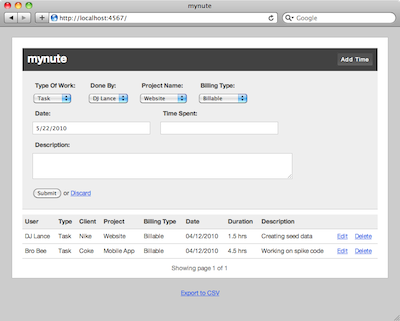 mynute
http://localhost:4567/
Google
mynute
Add Time
Type Of Work: Done By: Project Name: Billing Type:
Task DJ Lance Website Billable
Date: Time Spent:
5/22/2010
Description:
Submit or Discard
User Type Client Project Billing Type Date Duration Description
DJ Lance Task Nike Website Billable 04/12/2010 1.5 hrs Creating seed data Edit Delete
Bro Bee Task Coke Mobile App Billable 04/12/2010 4.5 hrs Working on spike code Edit Delete
Showing page 1 of 1
Export to CSV